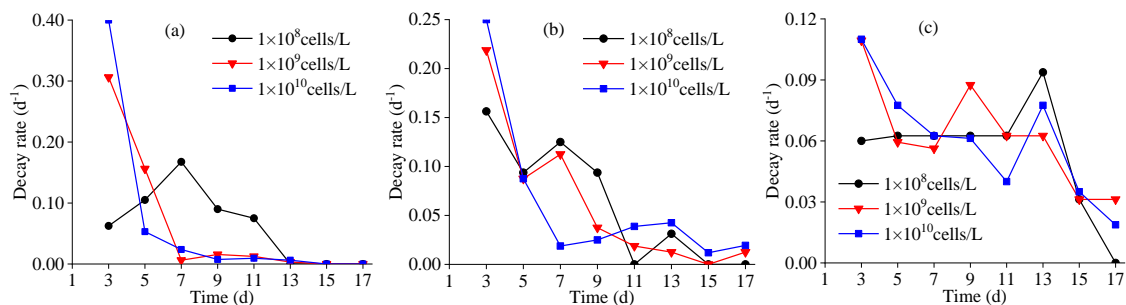 (a)
1×10⁸cells/L
1×10⁹cells/L
1×10¹⁰cells/L
Decay rate (d⁻¹)
0.40
0.30
0.20
0.10
0.00
1 3 5 7 9 11 13 15 17
Time (d)
(b)
1×10⁸cells/L
1×10⁹cells/L
1×10¹⁰cells/L
Decay rate (d⁻¹)
0.25
0.20
0.15
0.10
0.05
0.00
1 3 5 7 9 11 13 15 17
Time (d)
(c)
Decay rate (d⁻¹)
0.12
0.09
0.06
0.03
0.00
1×10⁸cells/L
1×10⁹cells/L
1×10¹⁰cells/L
1 3 5 7 9 11 13 15 17
Time (d)